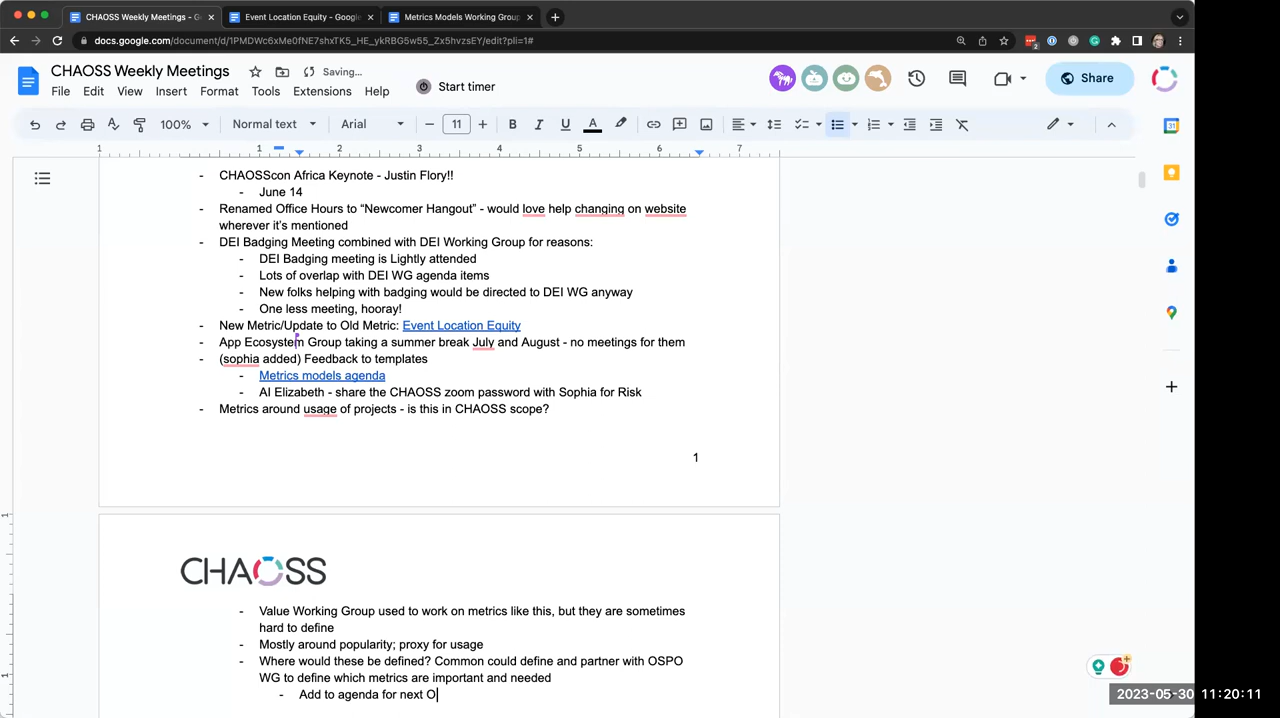 CHAOSS Weekly Meetings - G
Event Location Equity - Google
Metrics Models Working Group
docs.google.com/document/d/1PMDWc6xMe0fNE7shxTK5_HE_ykRBG5w55_Zx5hvzsEY/edit?pli=1#
CHAOSS Weekly Meetings
Saving...
File Edit View Insert Format Tools Extensions Help
Start timer
Share
100% Normal text Arial 11
1 1 2 3 4 5 6 7
- CHAOSScon Africa Keynote - Justin Flory!!
- June 14
- Renamed Office Hours to “Newcomer Hangout” - would love help changing on website
wherever it’s mentioned
- DEI Badging Meeting combined with DEI Working Group for reasons:
- DEI Badging meeting is Lightly attended
- Lots of overlap with DEI WG agenda items
- New folks helping with badging would be directed to DEI WG anyway
- One less meeting, hooray!
- New Metric/Update to Old Metric: Event Location Equity
- App Ecosystem Group taking a summer break July and August - no meetings for them
- (sophia added) Feedback to templates
- Metrics models agenda
- AI Elizabeth - share the CHAOSS zoom password with Sophia for Risk
- Metrics around usage of projects - is this in CHAOSS scope?
1
CHAOSS
- Value Working Group used to work on metrics like this, but they are sometimes
hard to define
- Mostly around popularity; proxy for usage
- Where would these be defined? Common could define and partner with OSPO
WG to define which metrics are important and needed
- Add to agenda for next O
2023-05-30 11:20:11